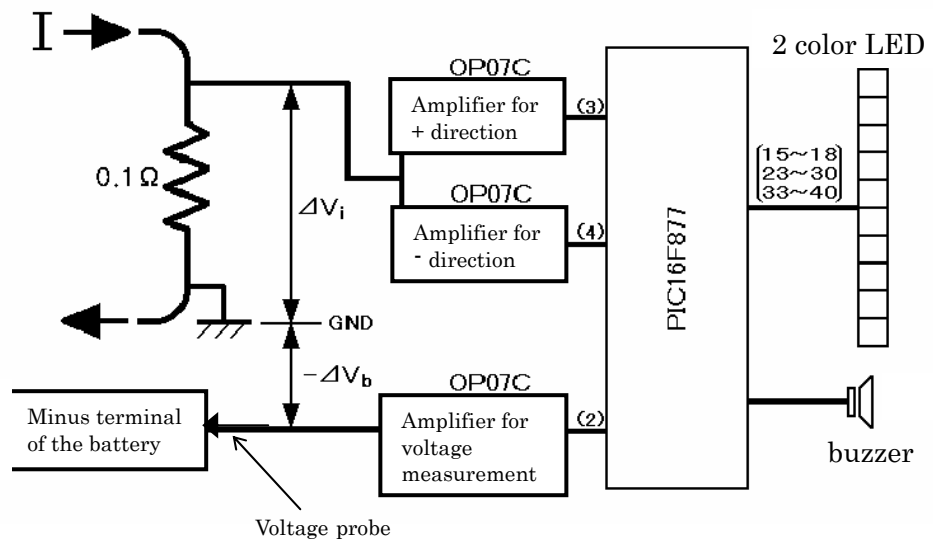 I
2 color LED
OP07C
Amplifier for
+ direction
(3)
0.1Ω
ΔVi
OP07C
Amplifier for
- direction
(4)
PIC16F877
15~18
23~30
33~40
GND
-ΔVb
OP07C
Amplifier for
voltage
measurement
(2)
Minus terminal
of the battery
buzzer
Voltage probe